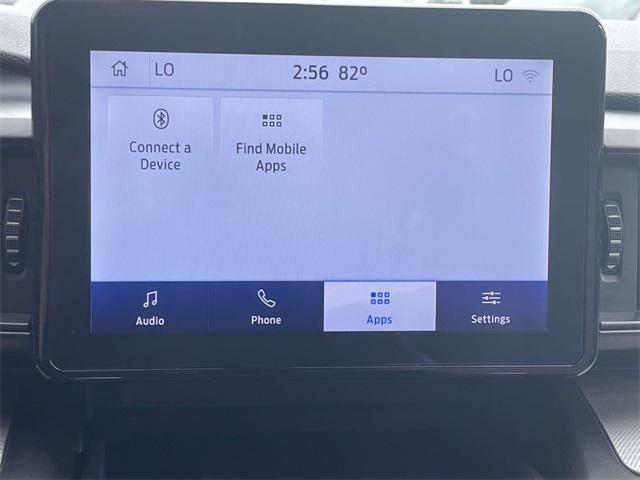 LO 2:56 82º LO
Connect a
Device
Find Mobile
Apps
Audio Phone Apps Settings